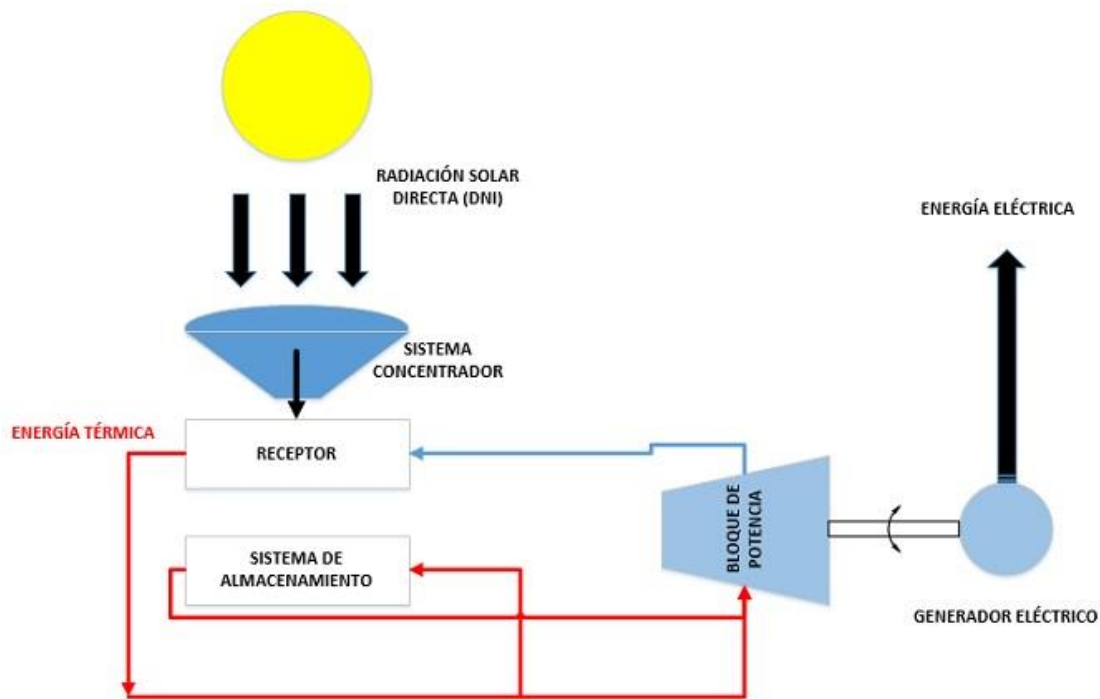 RADIACIÓN SOLAR
DIRECTA (DNI)
ENERGÍA ELÉCTRICA
SISTEMA
CONCENTRADOR
ENERGÍA TÉRMICA
RECEPTOR
BLOQUE DE
POTENCIA
SISTEMA DE
ALMACENAMIENTO
GENERADOR ELÉCTRICO